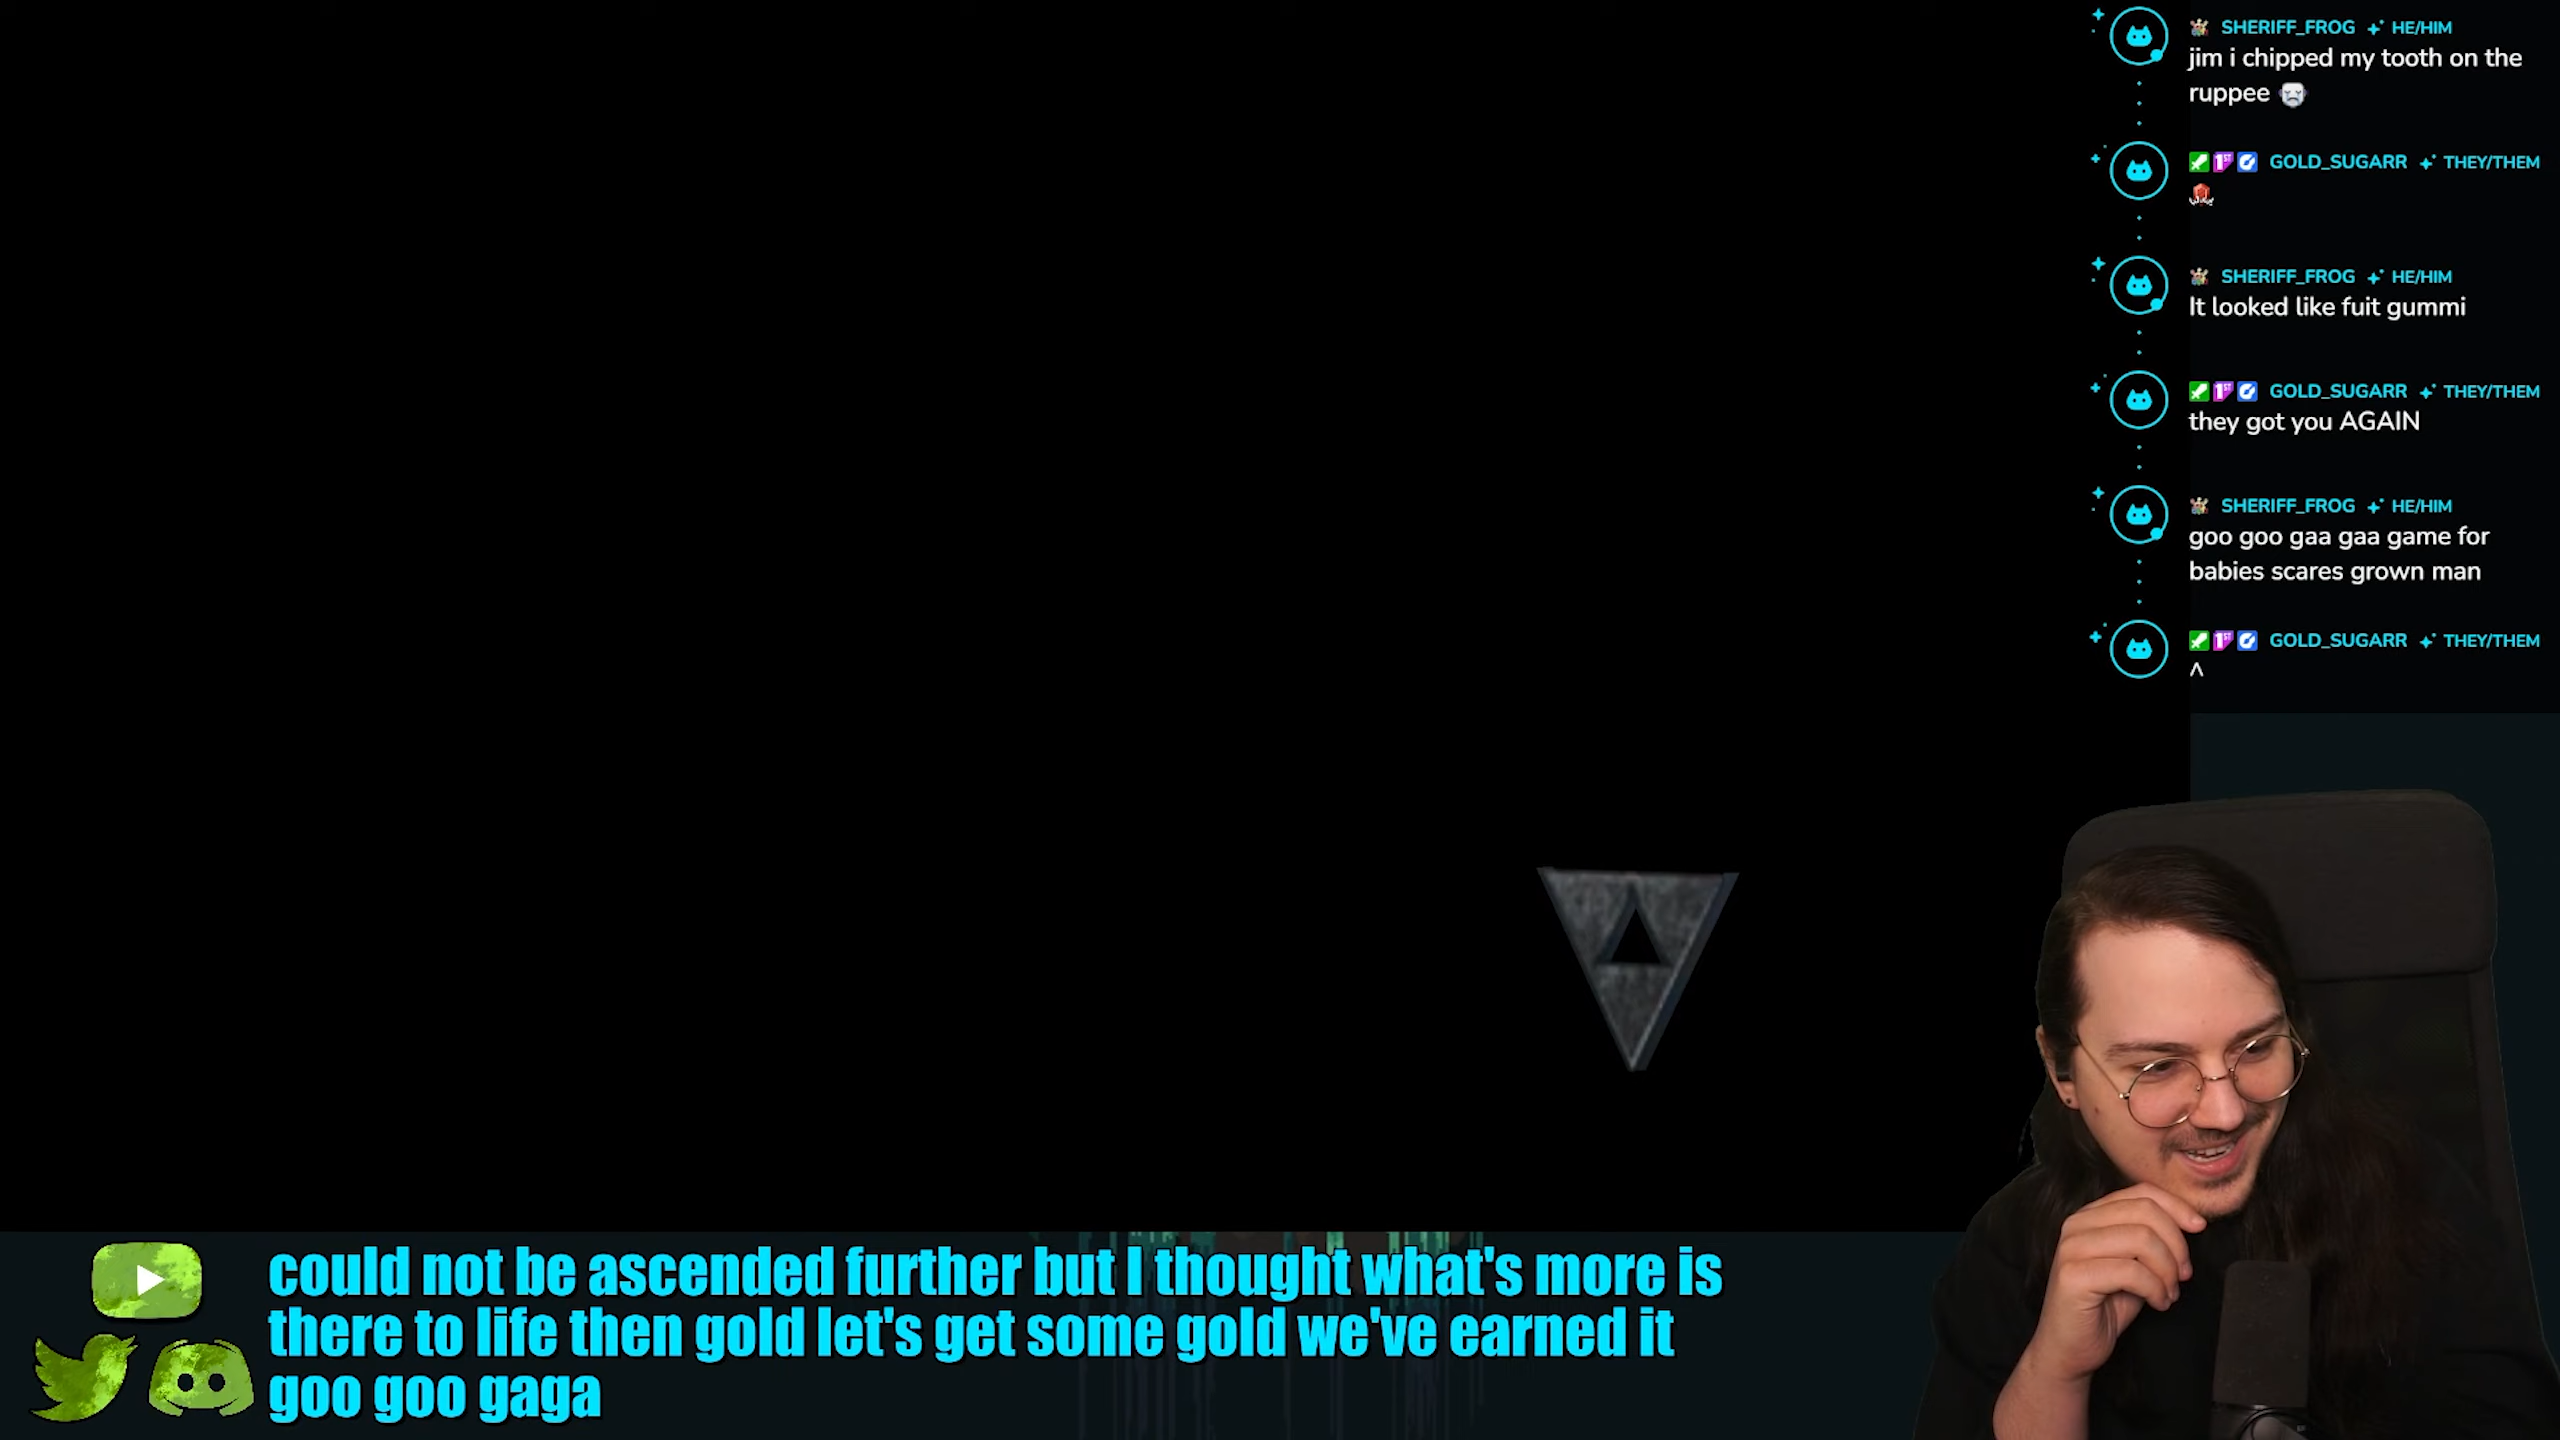 SHERIFF_FROG HE/HIM
jim i chipped my tooth on the
ruppee
1ST GOLD_SUGARR THEY/THEM
SHERIFF_FROG HE/HIM
It looked like fuit gummi
1ST GOLD_SUGARR THEY/THEM
they got you AGAIN
SHERIFF_FROG HE/HIM
goo goo gaa gaa game for
babies scares grown man
1ST GOLD_SUGARR THEY/THEM
^
could not be ascended further but I thought what's more is
there to life then gold let's get some gold we've earned it
goo goo gaga